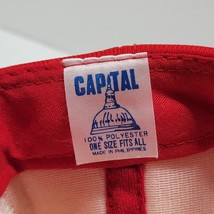 CAPITAL
100% POLYESTER
ONE SIZE FITS ALL
MADE IN PHILIPPINES